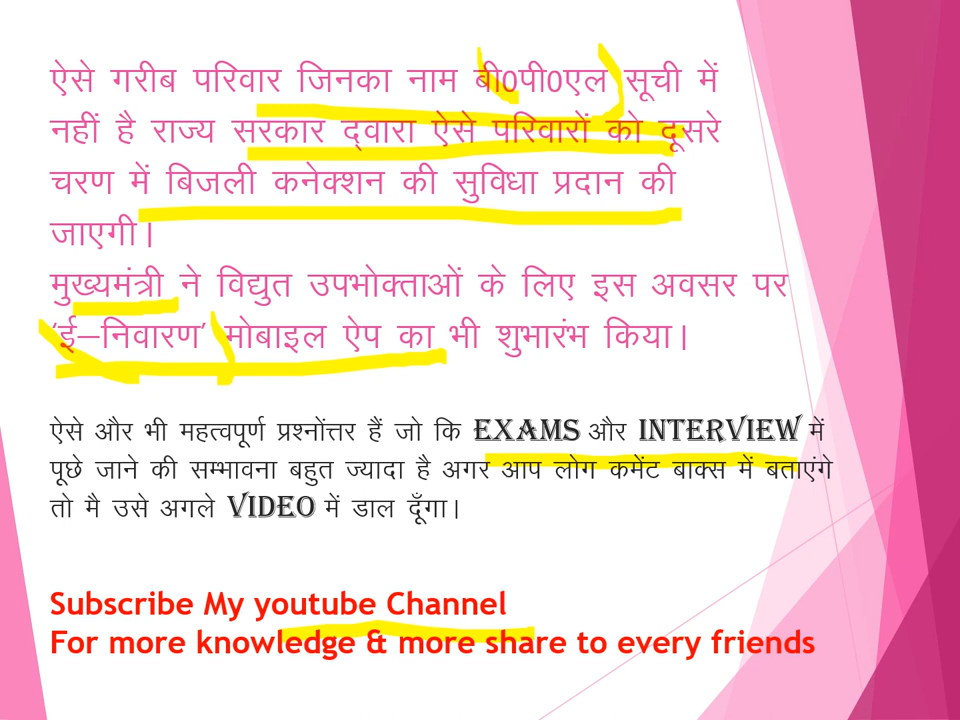 ऐसे गरीब परिवार जिनका नाम बी0पी0एल सूची में
नहीं है राज्य सरकार द्वारा ऐसे परिवारों को दूसरे
चरण में बिजली कनेक्शन की सुविधा प्रदान की
जाएगी।
मुख्यमंत्री ने विद्युत उपभोक्ताओं के लिए इस अवसर पर
‘ई–निवारण’ मोबाइल ऐप का भी शुभारंभ किया।
ऐसे और भी महत्वपूर्ण प्रश्नोंत्तर हैं जो कि EXAMS और INTERVIEW में
पूछे जाने की सम्भावना बहुत ज्यादा है अगर आप लोग कमेंट बाक्स में बताएंगे
तो मै उसे अगले VIDEO में डाल दूँगा।
Subscribe My youtube Channel
For more knowledge & more share to every friends